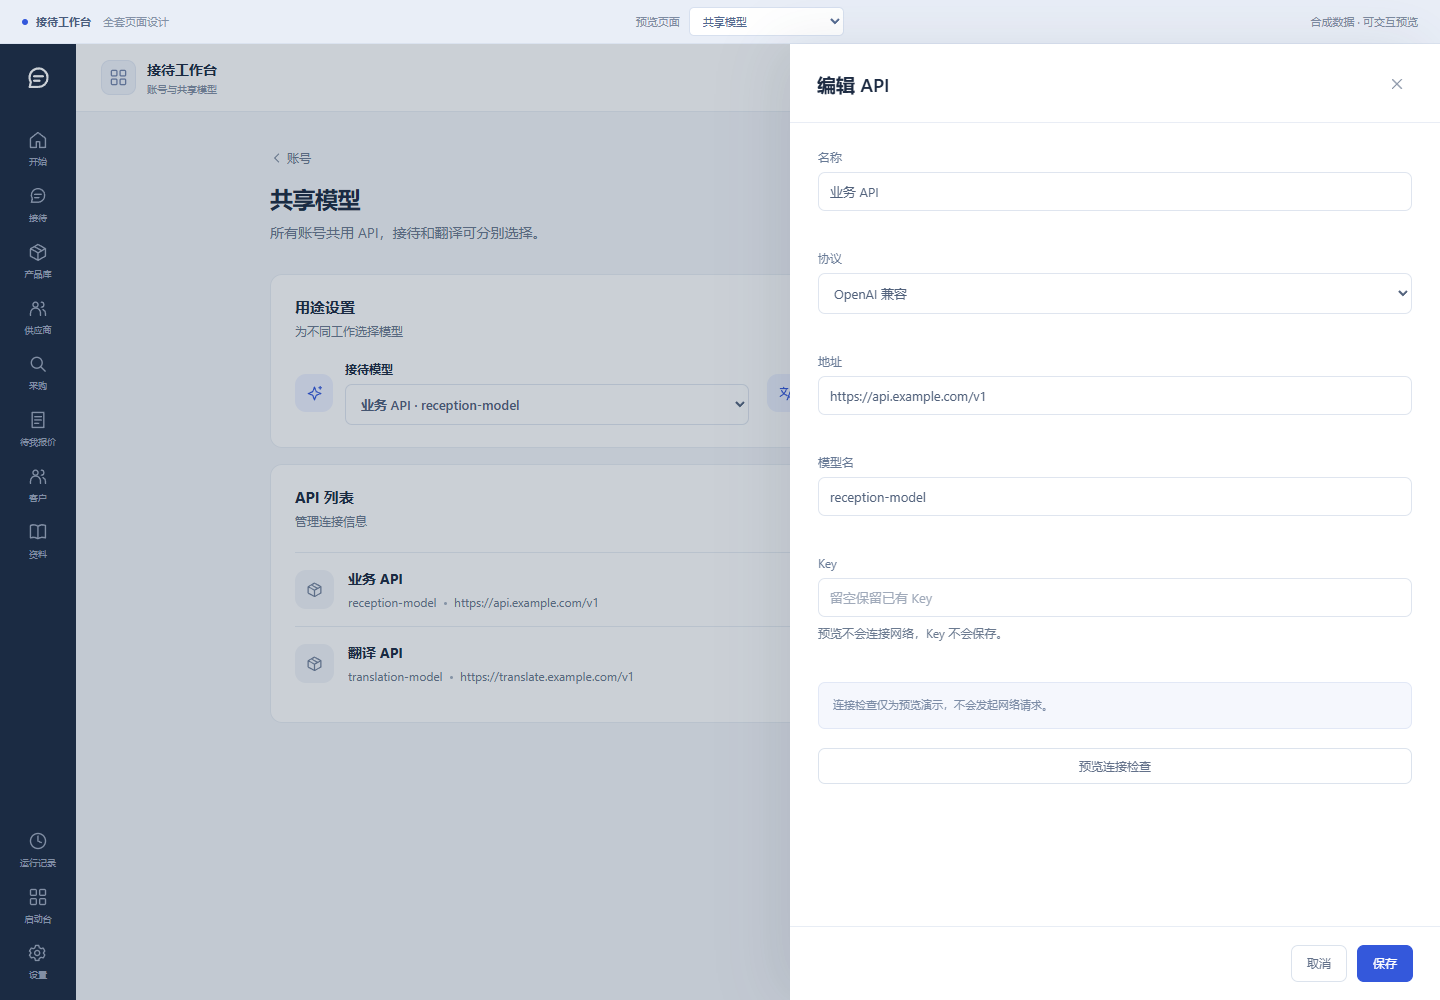 接待工作台 全套页面设计
预览页面 共享模型
合成数据 · 可交互预览
开始
接待
产品库
供应商
采购
待我报价
客户
资料
运行记录
启动台
设置
接待工作台
账号与共享模型
账号
共享模型
所有账号共用 API，接待和翻译可分别选择。
用途设置
为不同工作选择模型
接待模型
业务 API · reception-model
API 列表
管理连接信息
业务 API
reception-model • https://api.example.com/v1
翻译 API
translation-model • https://translate.example.com/v1
编辑 API
名称
业务 API
协议
OpenAI 兼容
地址
https://api.example.com/v1
模型名
reception-model
Key
留空保留已有 Key
预览不会连接网络，Key 不会保存。
连接检查仅为预览演示，不会发起网络请求。
预览连接检查
取消
保存